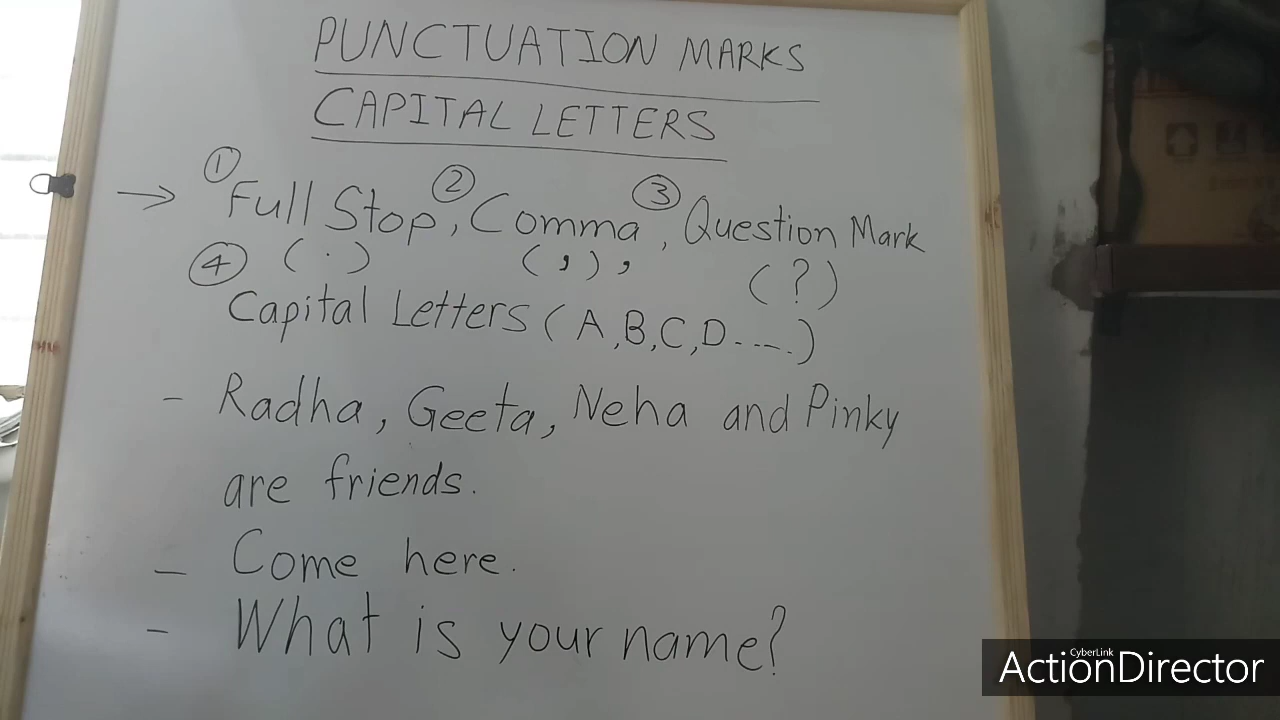 PUNCTUATION MARKS
CAPITAL LETTERS
→ ① Full Stop, ② Comma, ③ Question Mark
(.) (,), (?)
④ Capital Letters (A,B,C,D-....)
- Radha, Geeta, Neha and Pinky
are friends.
- Come here.
- What is your name?
CyberLink
ActionDirector